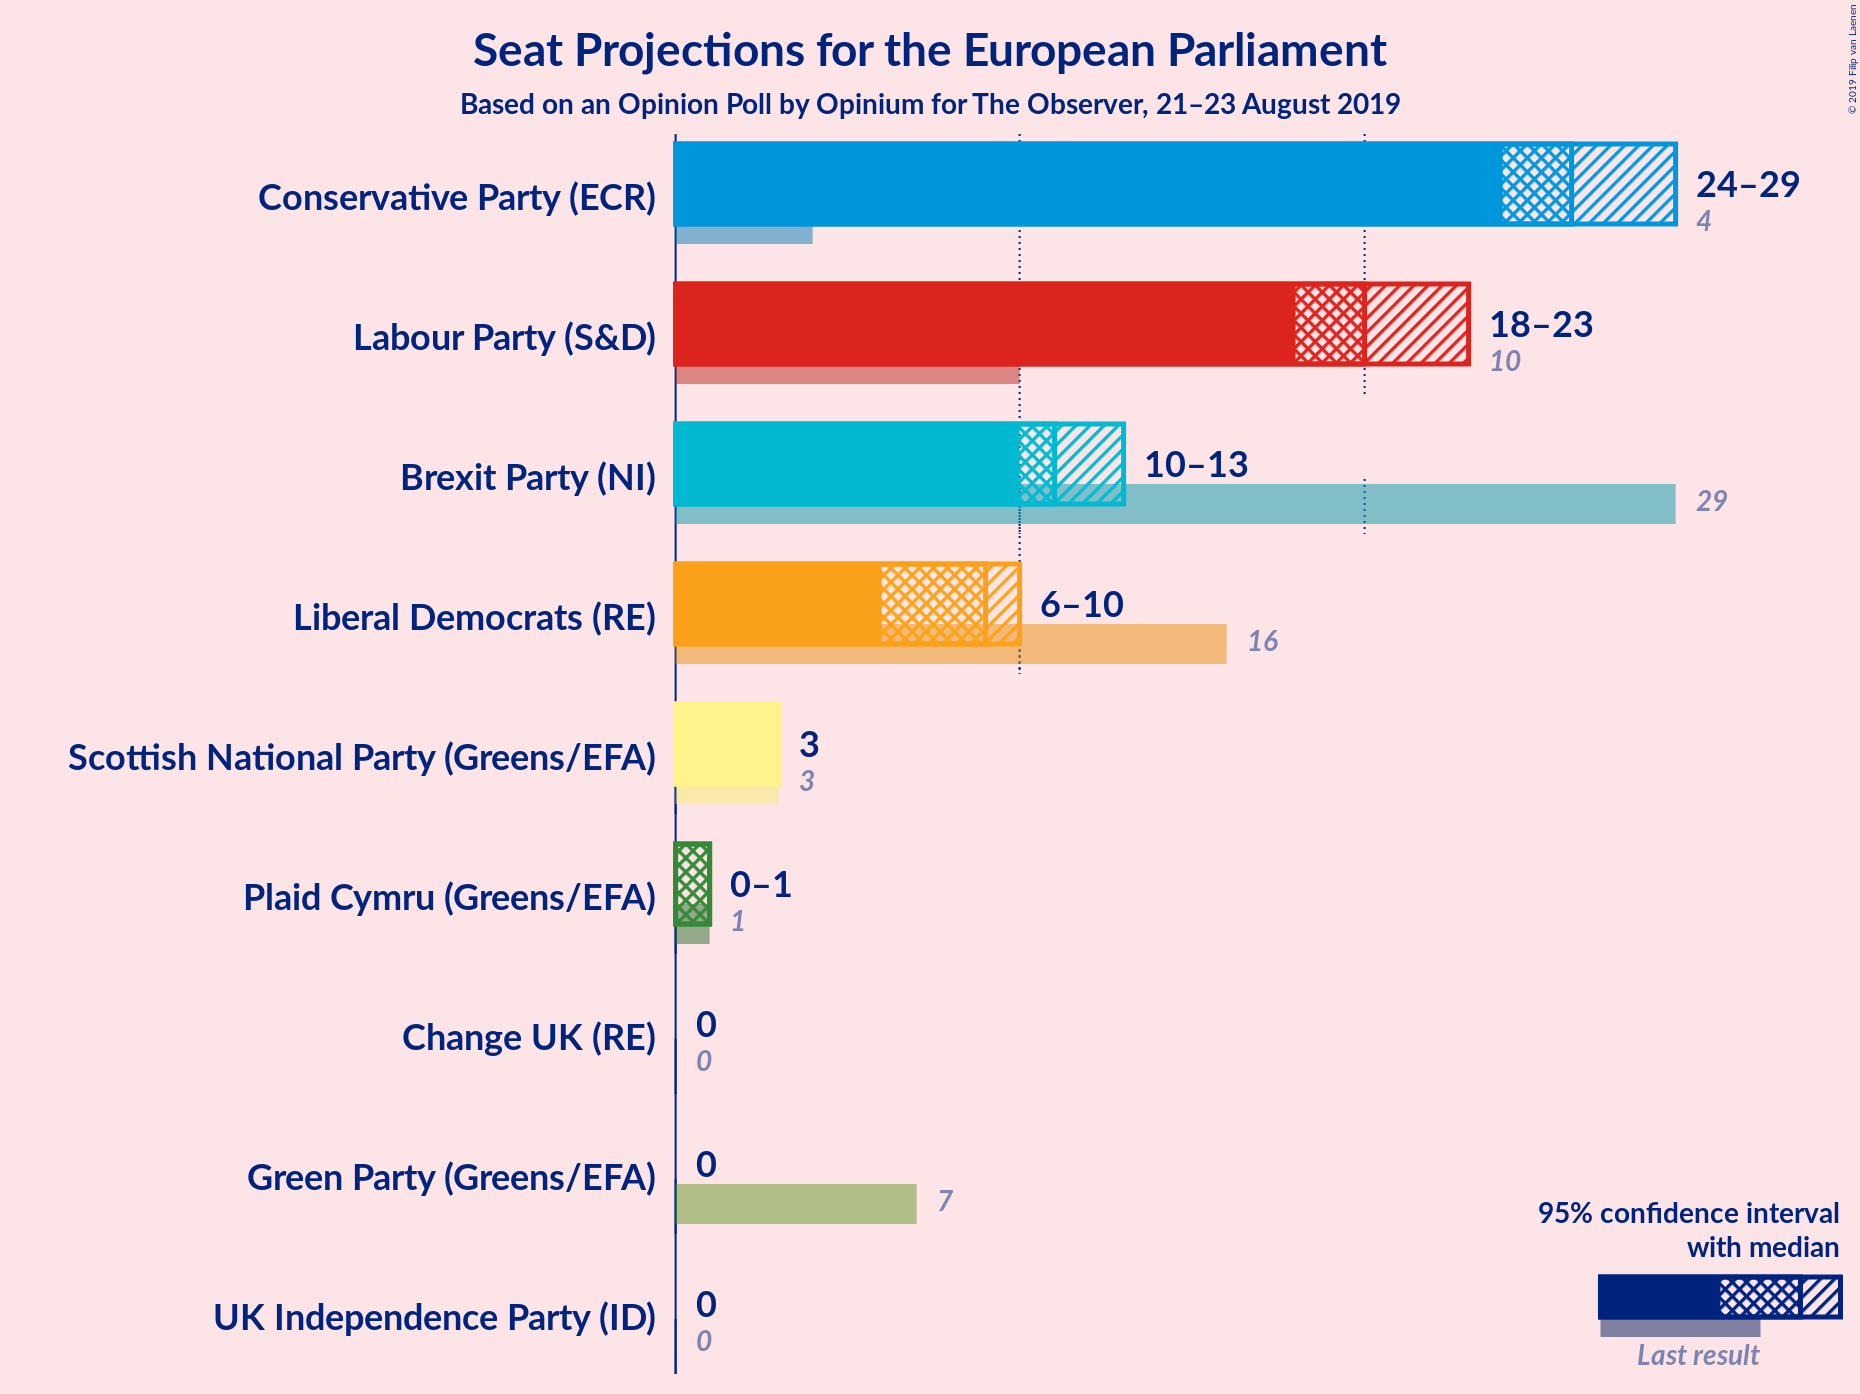 Seat Projections for the European Parliament
Based on an Opinion Poll by Opinium for The Observer, 21–23 August 2019
© 2019 Filip van Laenen
Conservative Party (ECR)
24–29
4
Labour Party (S&D)
18–23
10
Brexit Party (NI)
10–13
29
Liberal Democrats (RE)
6–10
16
Scottish National Party (Greens/EFA)
3
3
Plaid Cymru (Greens/EFA)
0–1
1
Change UK (RE)
0
0
Green Party (Greens/EFA)
0
7
UK Independence Party (ID)
0
0
95% confidence interval
with median
Last result